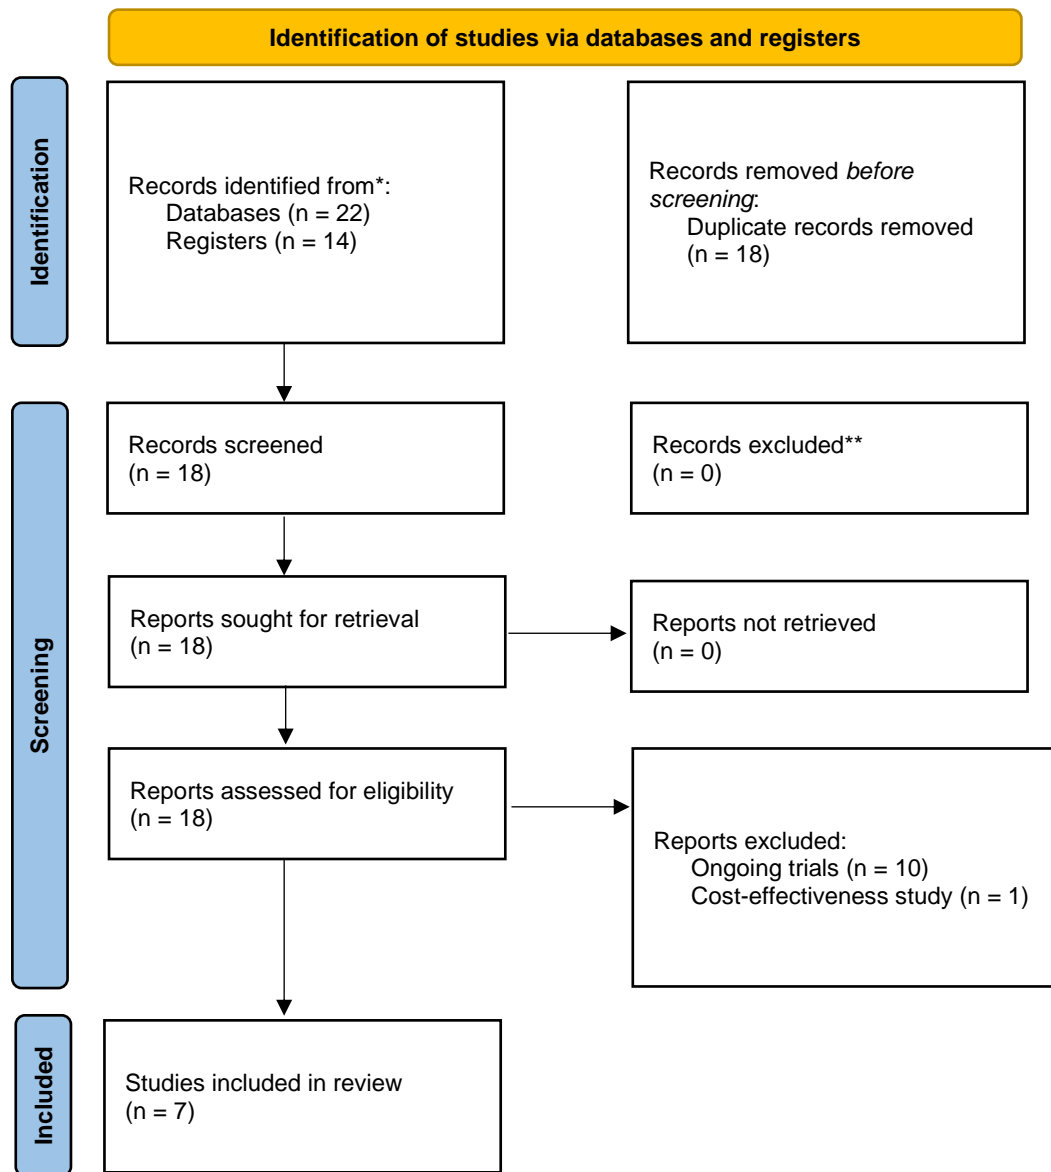 Identification of studies via databases and registers
Identification
Records identified from*:
Databases (n = 22)
Registers (n = 14)
Records removed before
screening:
Duplicate records removed
(n = 18)
Screening
Records screened
(n = 18)
Records excluded**
(n = 0)
Reports sought for retrieval
(n = 18)
Reports not retrieved
(n = 0)
Reports assessed for eligibility
(n = 18)
Reports excluded:
Ongoing trials (n = 10)
Cost-effectiveness study (n = 1)
Included
Studies included in review
(n = 7)